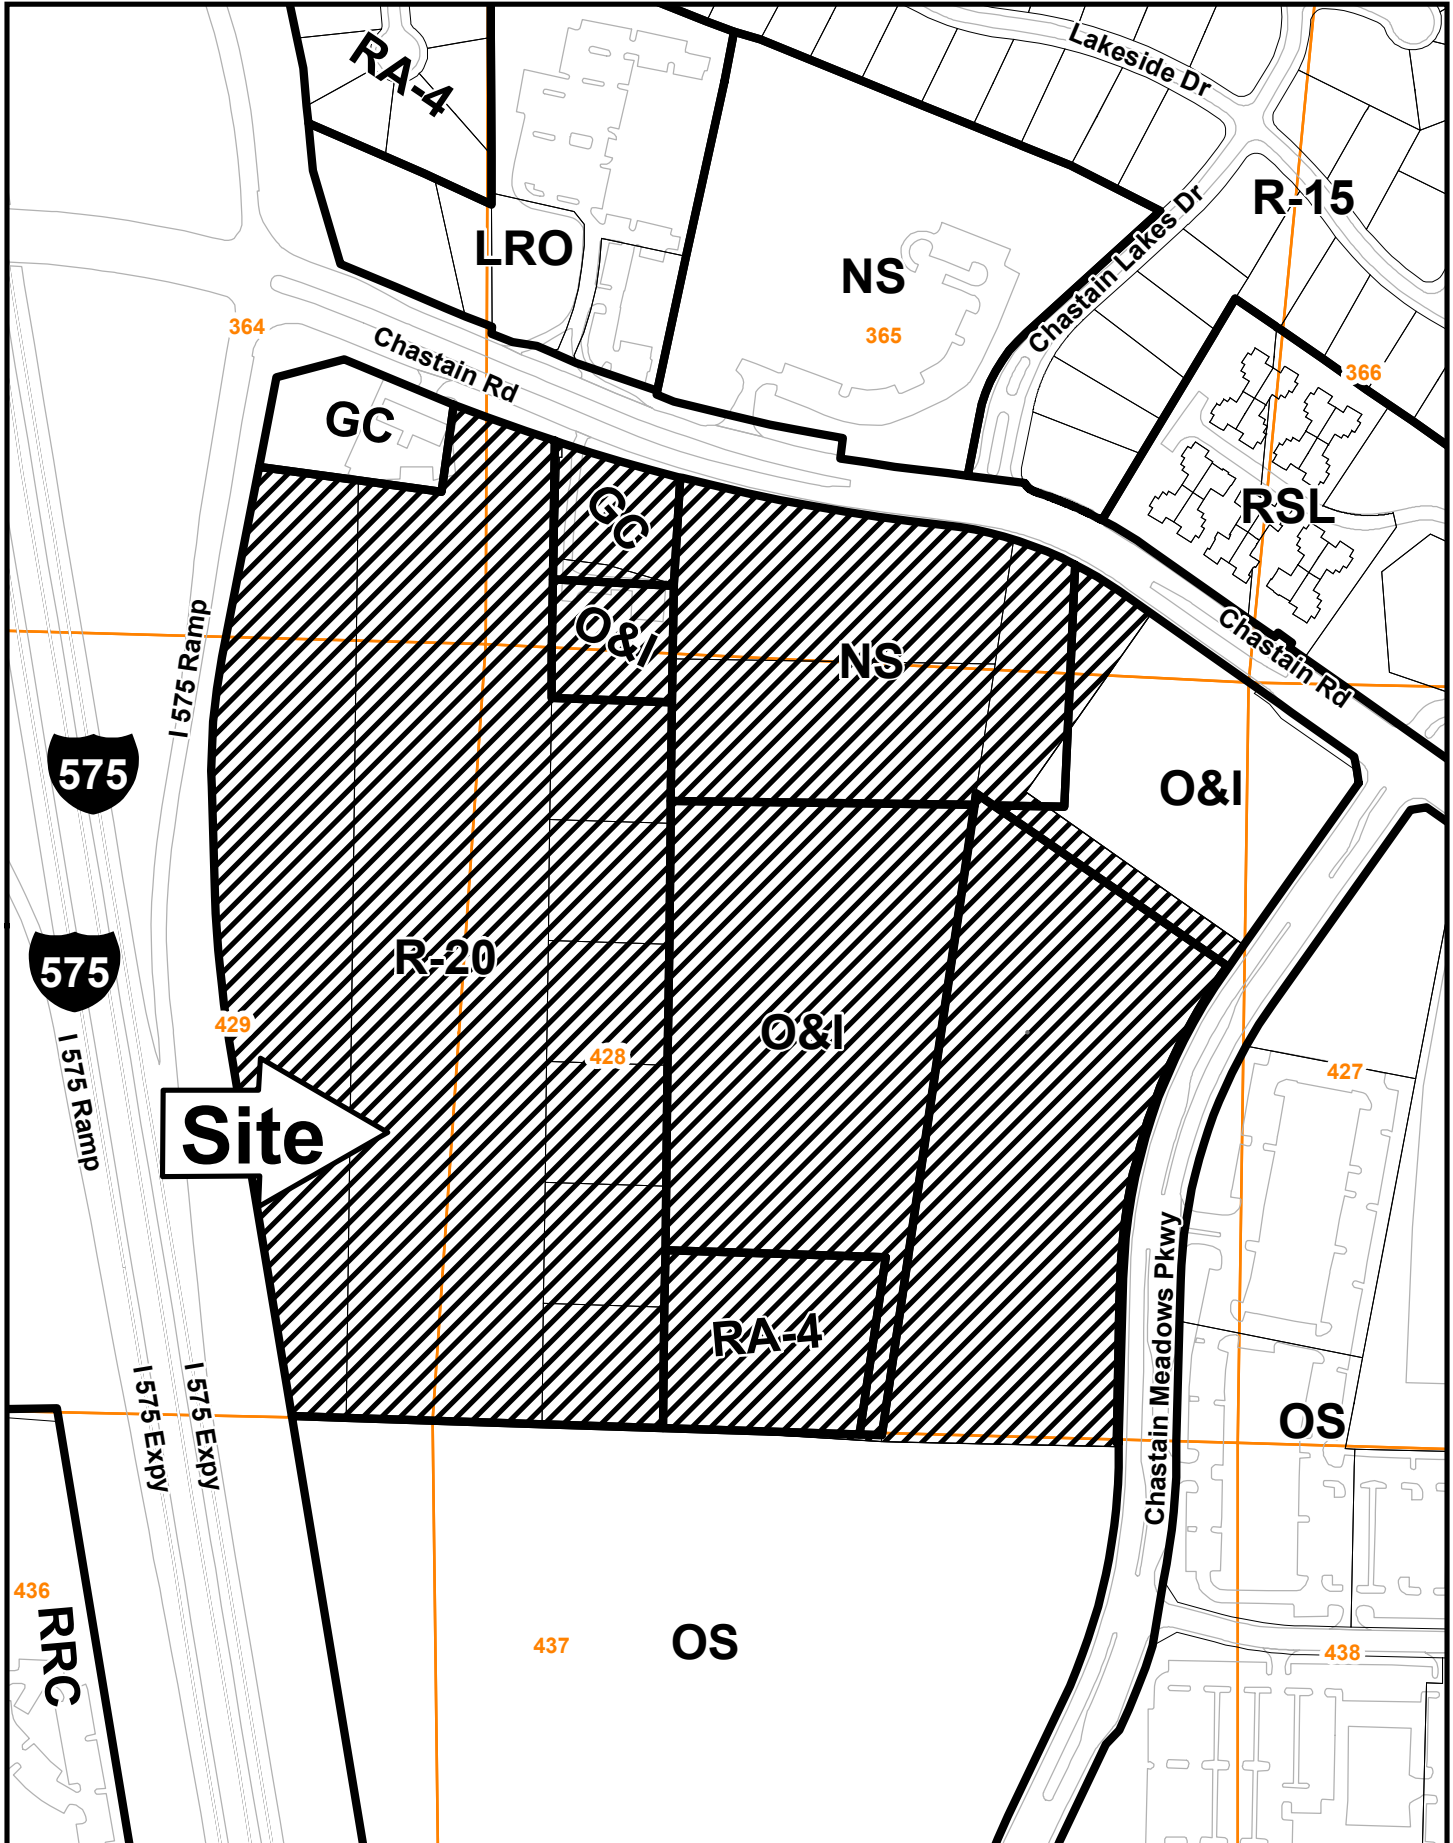 Lakeside Dr
RA-4
R-15
Chastain Lakes Dr
LRO
NS
364
365
Chastain Rd
366
GC
GC
RSL
O&I
I 575 Ramp
NS
Chastain Rd
575
O&I
R-20
575
429
O&I
428
427
I 575 Ramp
Site
RA-4
Chastain Meadows Pkwy
I 575 Expy
I 575 Expy
OS
436
RRC
437
OS
438